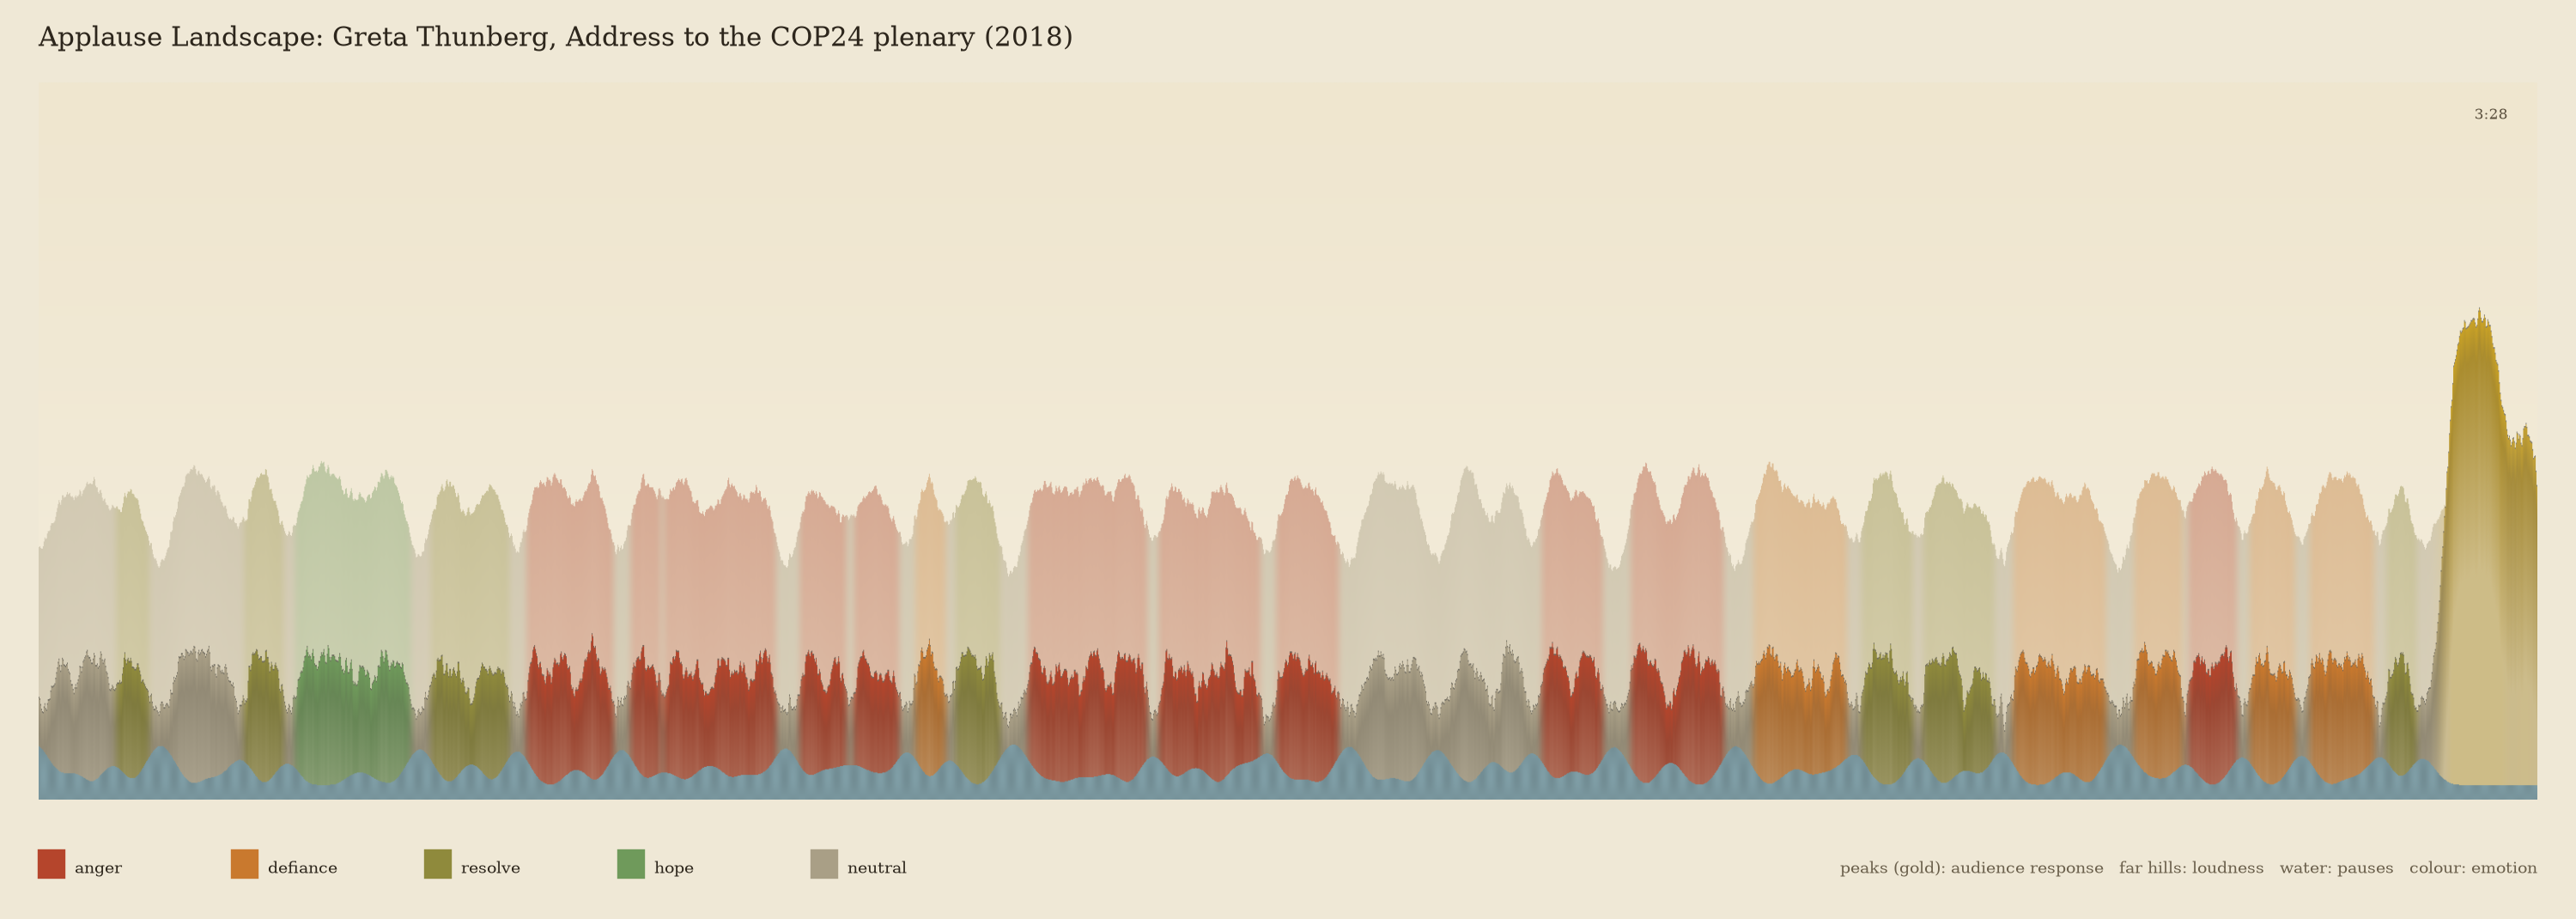 Applause Landscape: Greta Thunberg, Address to the COP24 plenary (2018)
3:28
anger
defiance
resolve
hope
neutral
peaks (gold): audience response far hills: loudness water: pauses colour: emotion